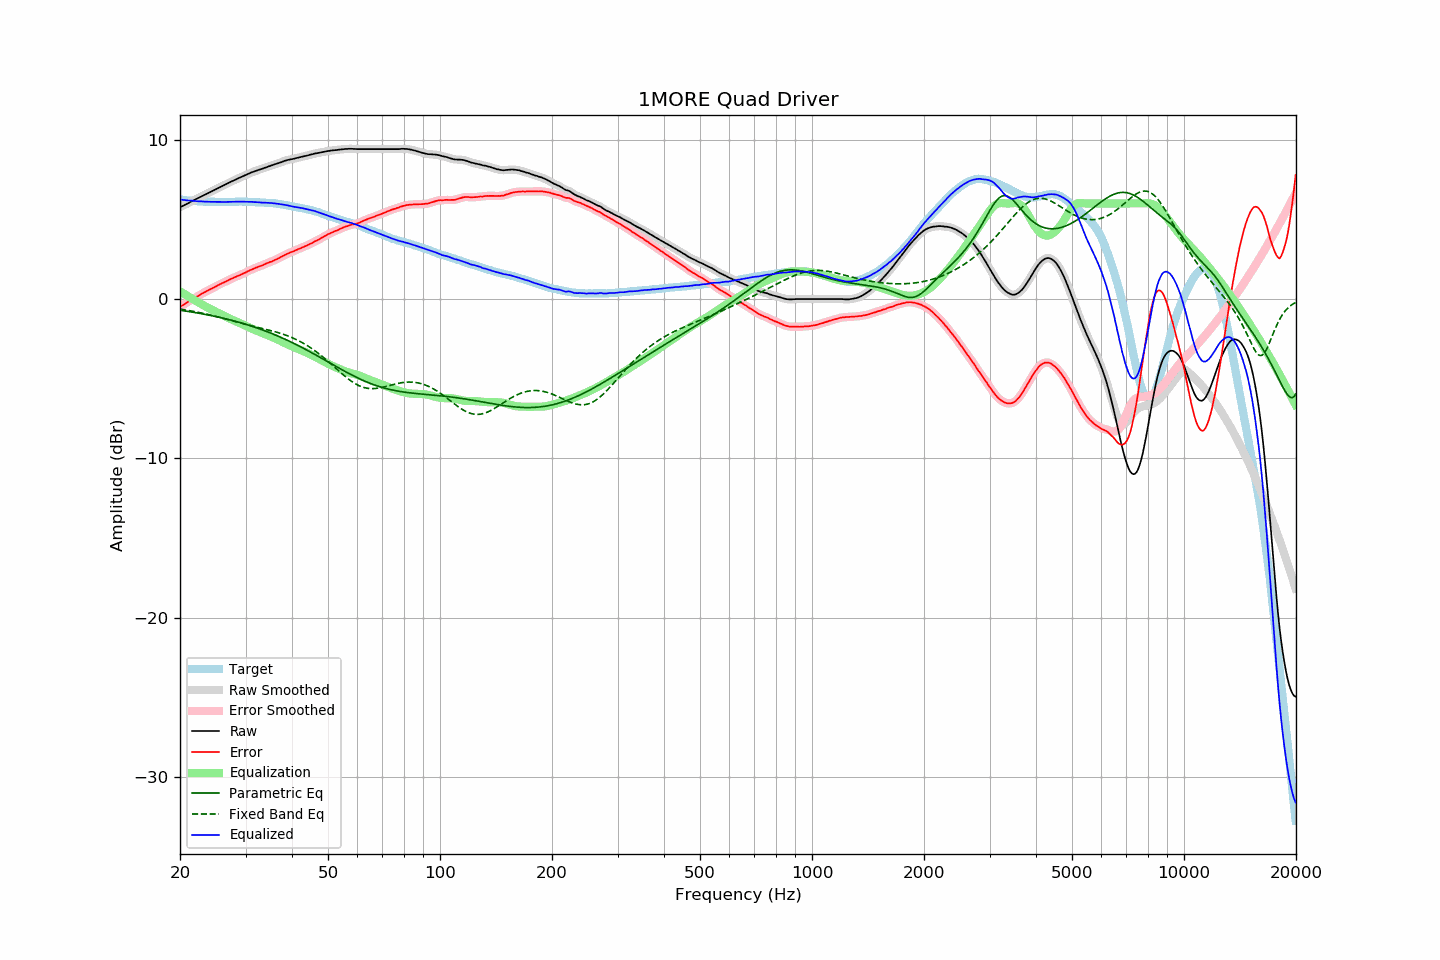 1MORE Quad Driver
Amplitude (dBr)
10
0
−10
−20
−30
Target
Raw Smoothed
Error Smoothed
Raw
Error
Equalization
Parametric Eq
Fixed Band Eq
Equalized
20 50 100 200 500 1000 2000 5000 10000 20000
Frequency (Hz)